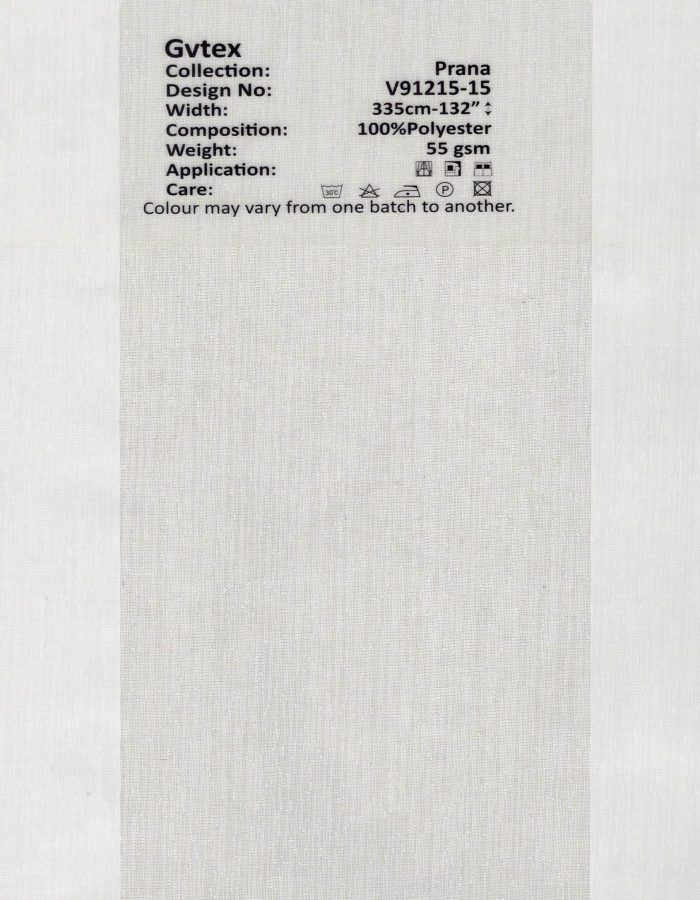 Gvtex
Collection: Prana
Design No: V91215-15
Width: 335cm-132”
Composition: 100%Polyester
Weight: 55 gsm
Application:
Care: 30°C P
Colour may vary from one batch to another.